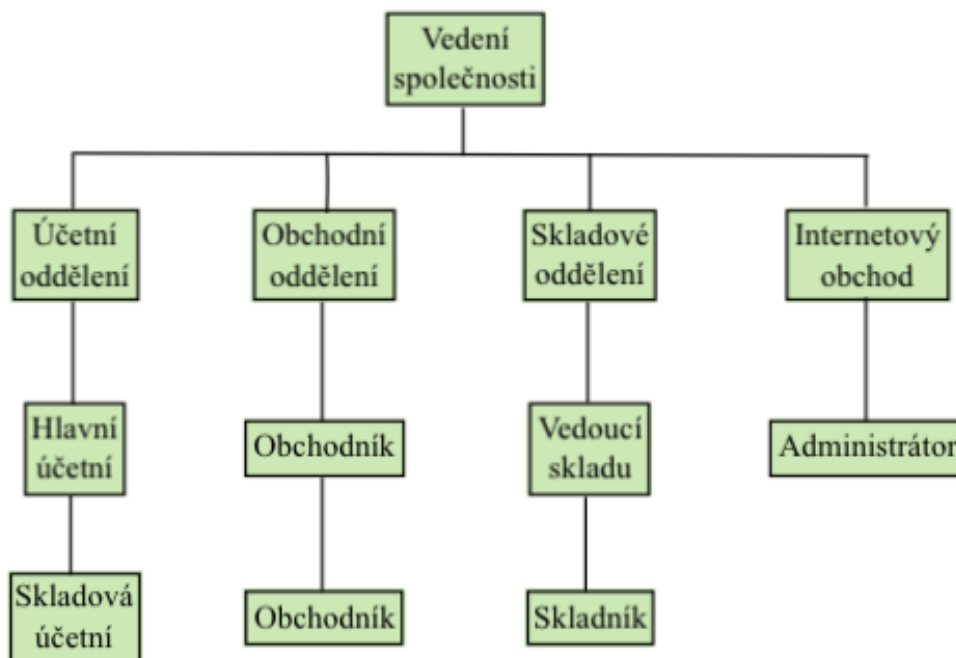 Vedení
společnosti
Účetní
oddělení
Obchodní
oddělení
Skladové
oddělení
Internetový
obchod
Hlavní
účetní
Obchodník
Vedoucí
skladu
Administrátor
Skladová
účetní
Obchodník
Skladník